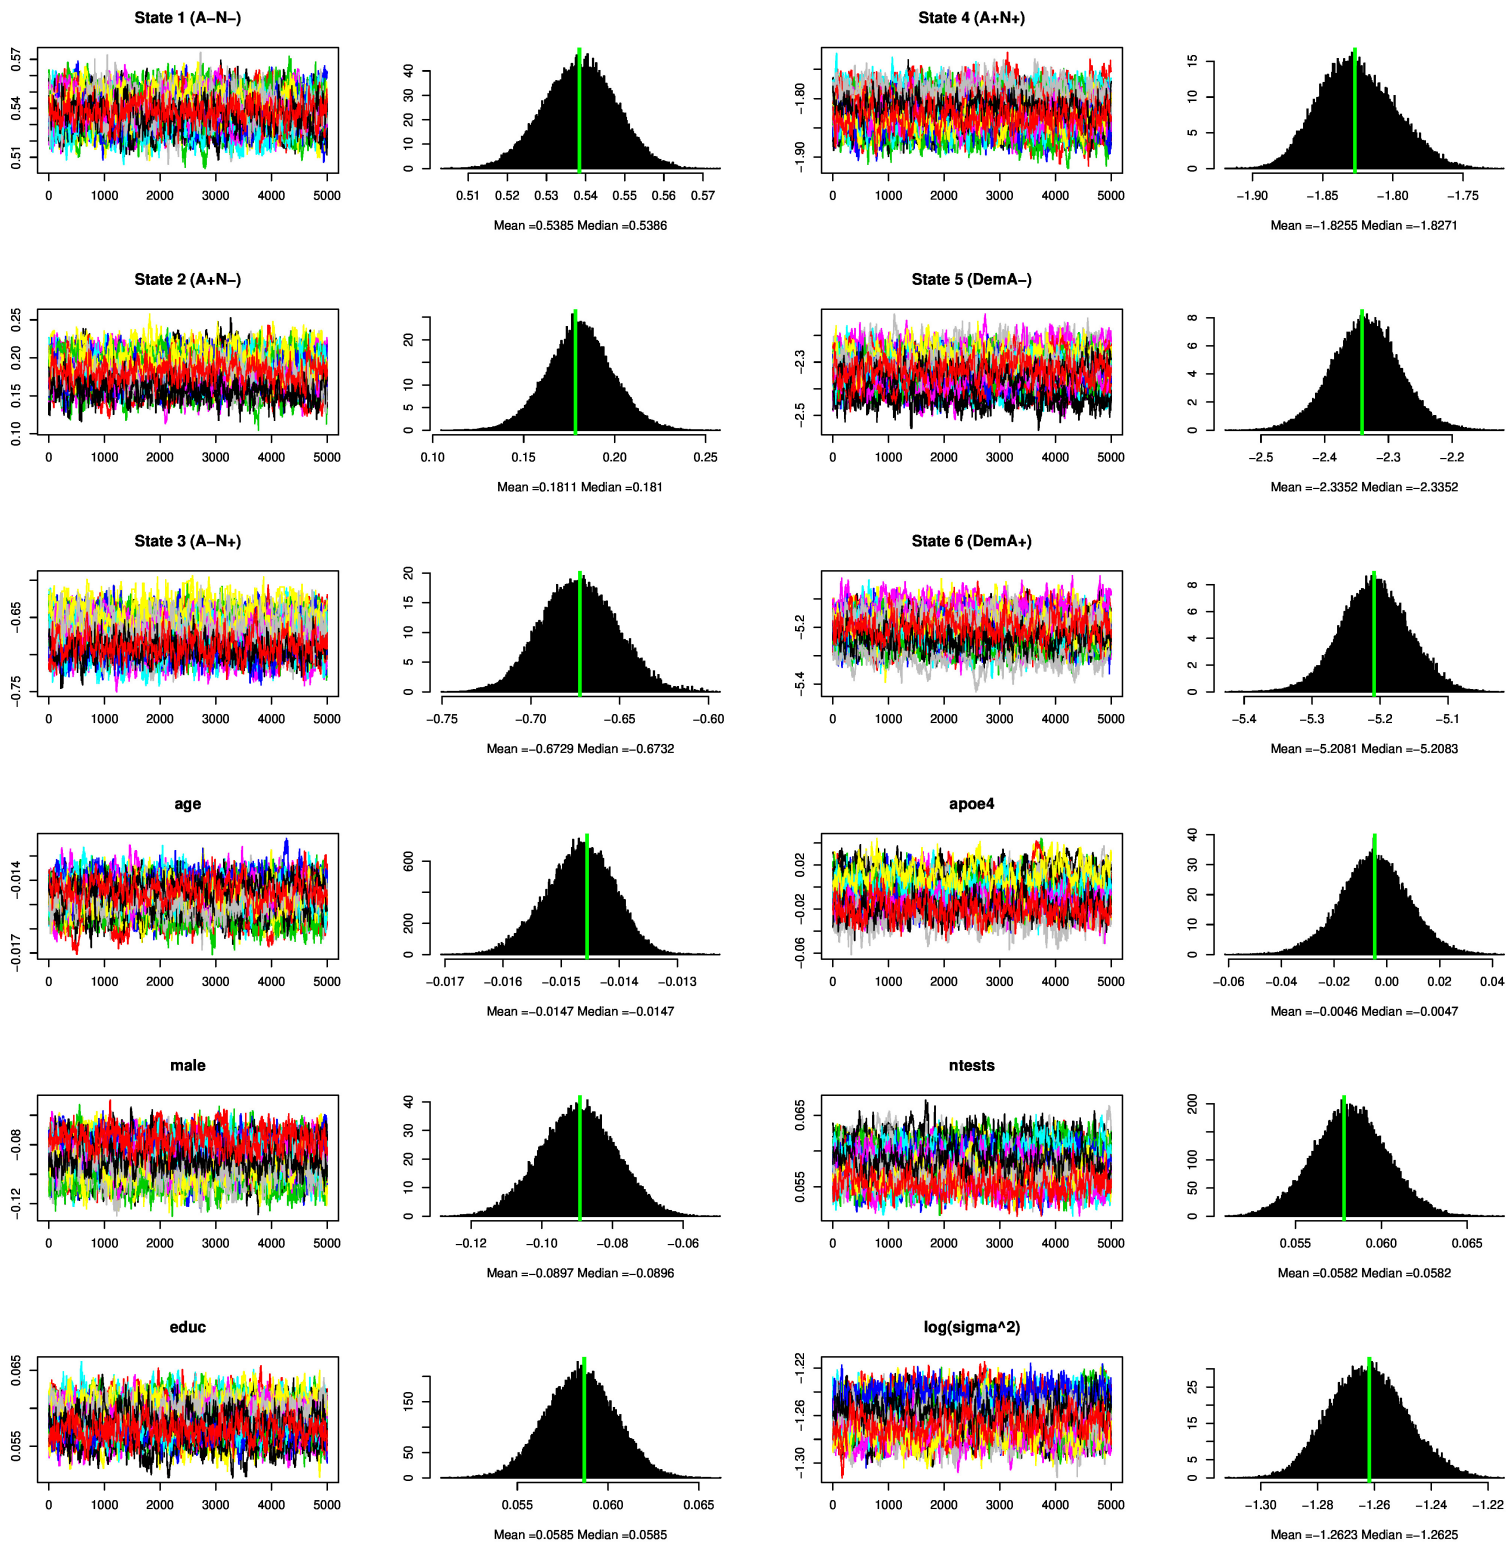 State 1 (A−N−)
0.51 0.54 0.57
0 1000 2000 3000 4000 5000
0 10 20 30 40
0.51 0.52 0.53 0.54 0.55 0.56 0.57
Mean =0.5385 Median =0.5386
State 4 (A+N+)
−1.90 −1.80
0 1000 2000 3000 4000 5000
0 5 10 15
−1.90 −1.85 −1.80 −1.75
Mean =−1.8255 Median =−1.8271
State 2 (A+N−)
0.10 0.15 0.20 0.25
0 1000 2000 3000 4000 5000
0 5 10 20
0.10 0.15 0.20 0.25
Mean =0.1811 Median =0.181
State 5 (DemA−)
−2.5 −2.3
0 1000 2000 3000 4000 5000
0 2 4 6 8
−2.5 −2.4 −2.3 −2.2
Mean =−2.3352 Median =−2.3352
State 3 (A−N+)
−0.75 −0.65
0 1000 2000 3000 4000 5000
0 5 10 15 20
−0.75 −0.70 −0.65 −0.60
Mean =−0.6729 Median =−0.6732
State 6 (DemA+)
−5.4 −5.2
0 1000 2000 3000 4000 5000
0 2 4 6 8
−5.4 −5.3 −5.2 −5.1
Mean =−5.2081 Median =−5.2083
age
−0.017 −0.014
0 1000 2000 3000 4000 5000
0 200 600
−0.017 −0.016 −0.015 −0.014 −0.013
Mean =−0.0147 Median =−0.0147
apoe4
−0.06 −0.02 0.02
0 1000 2000 3000 4000 5000
0 10 20 30 40
−0.06 −0.04 −0.02 0.00 0.02 0.04
Mean =−0.0046 Median =−0.0047
male
−0.12 −0.08
0 1000 2000 3000 4000 5000
0 10 20 30 40
−0.12 −0.10 −0.08 −0.06
Mean =−0.0897 Median =−0.0896
ntests
0.055 0.065
0 1000 2000 3000 4000 5000
0 50 100 200
0.055 0.060 0.065
Mean =0.0582 Median =0.0582
educ
0.055 0.065
0 1000 2000 3000 4000 5000
0 50 150
0.055 0.060 0.065
Mean =0.0585 Median =0.0585
log(sigma^2)
−1.30 −1.26 −1.22
0 1000 2000 3000 4000 5000
0 5 15 25
−1.30 −1.28 −1.26 −1.24 −1.22
Mean =−1.2623 Median =−1.2625